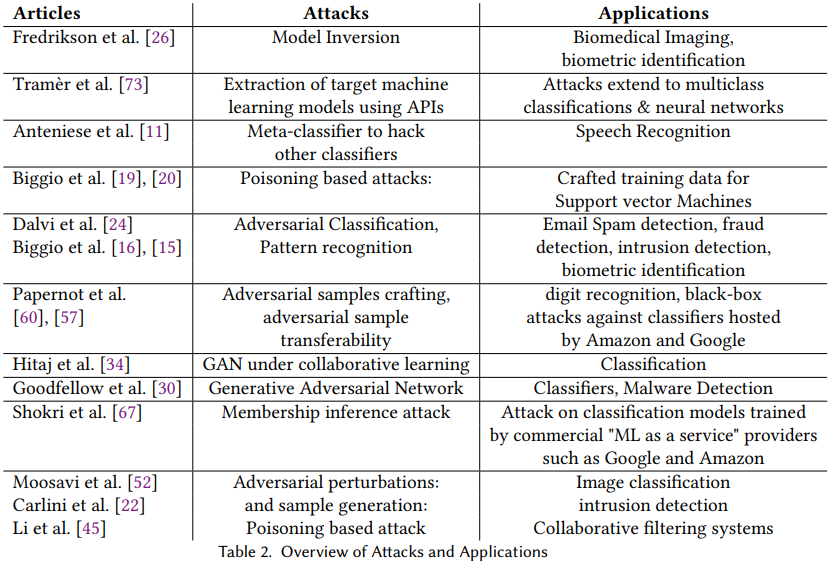 Articles Attacks Applications
Fredrikson et al. [26] Model Inversion Biomedical Imaging,
biometric identification
Tramèr et al. [73] Extraction of target machine Attacks extend to multiclass
learning models using APIs classifications & neural networks
Anteniese et al. [11] Meta-classifier to hack Speech Recognition
other classifiers
Biggio et al. [19], [20] Poisoning based attacks: Crafted training data for
Support vector Machines
Dalvi et al. [24] Adversarial Classification, Email Spam detection, fraud
Biggio et al. [16], [15] Pattern recognition detection, intrusion detection,
biometric identification
Papernot et al. Adversarial samples crafting, digit recognition, black-box
[60], [57] adversarial sample attacks against classifiers hosted
transferability by Amazon and Google
Hitaj et al. [34] GAN under collaborative learning Classification
Goodfellow et al. [30] Generative Adversarial Network Classifiers, Malware Detection
Shokri et al. [67] Membership inference attack Attack on classification models trained
by commercial "ML as a service" providers
such as Google and Amazon
Moosavi et al. [52] Adversarial perturbations: Image classification
Carlini et al. [22] and sample generation: intrusion detection
Li et al. [45] Poisoning based attack Collaborative filtering systems
Table 2. Overview of Attacks and Applications